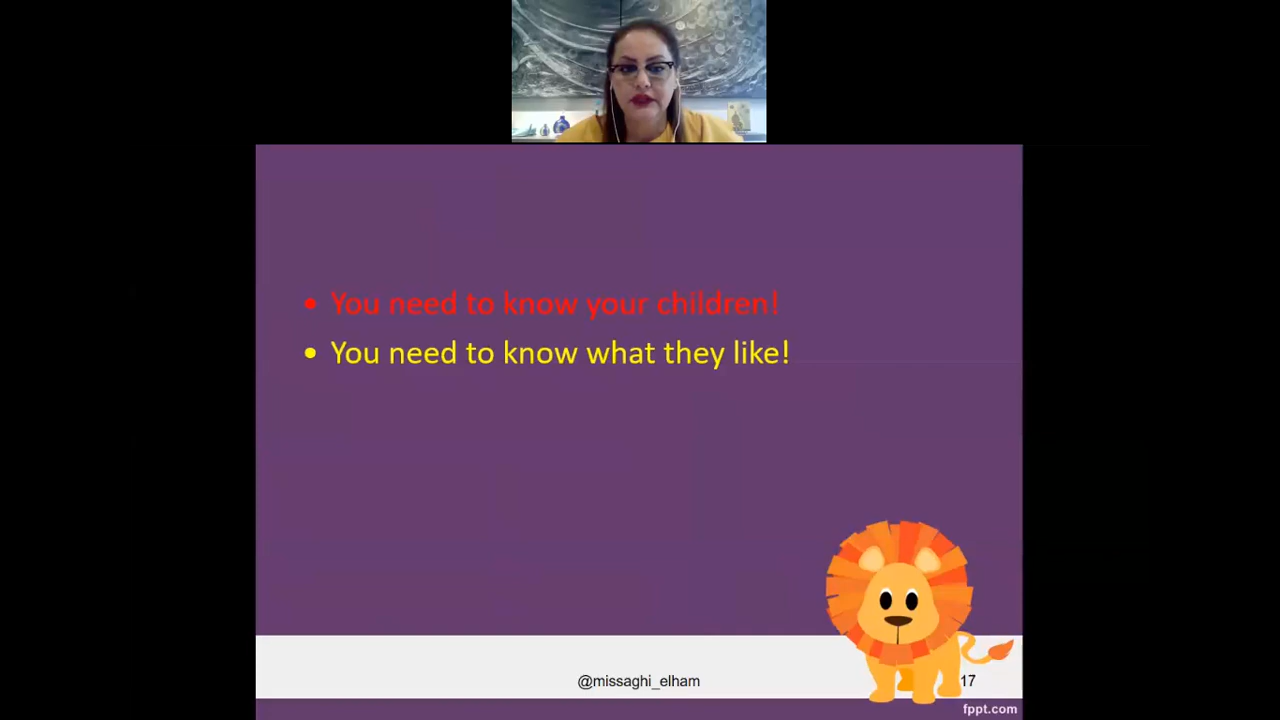 • You need to know your children!
• You need to know what they like!
@missaghi_elham
17
fppt.com